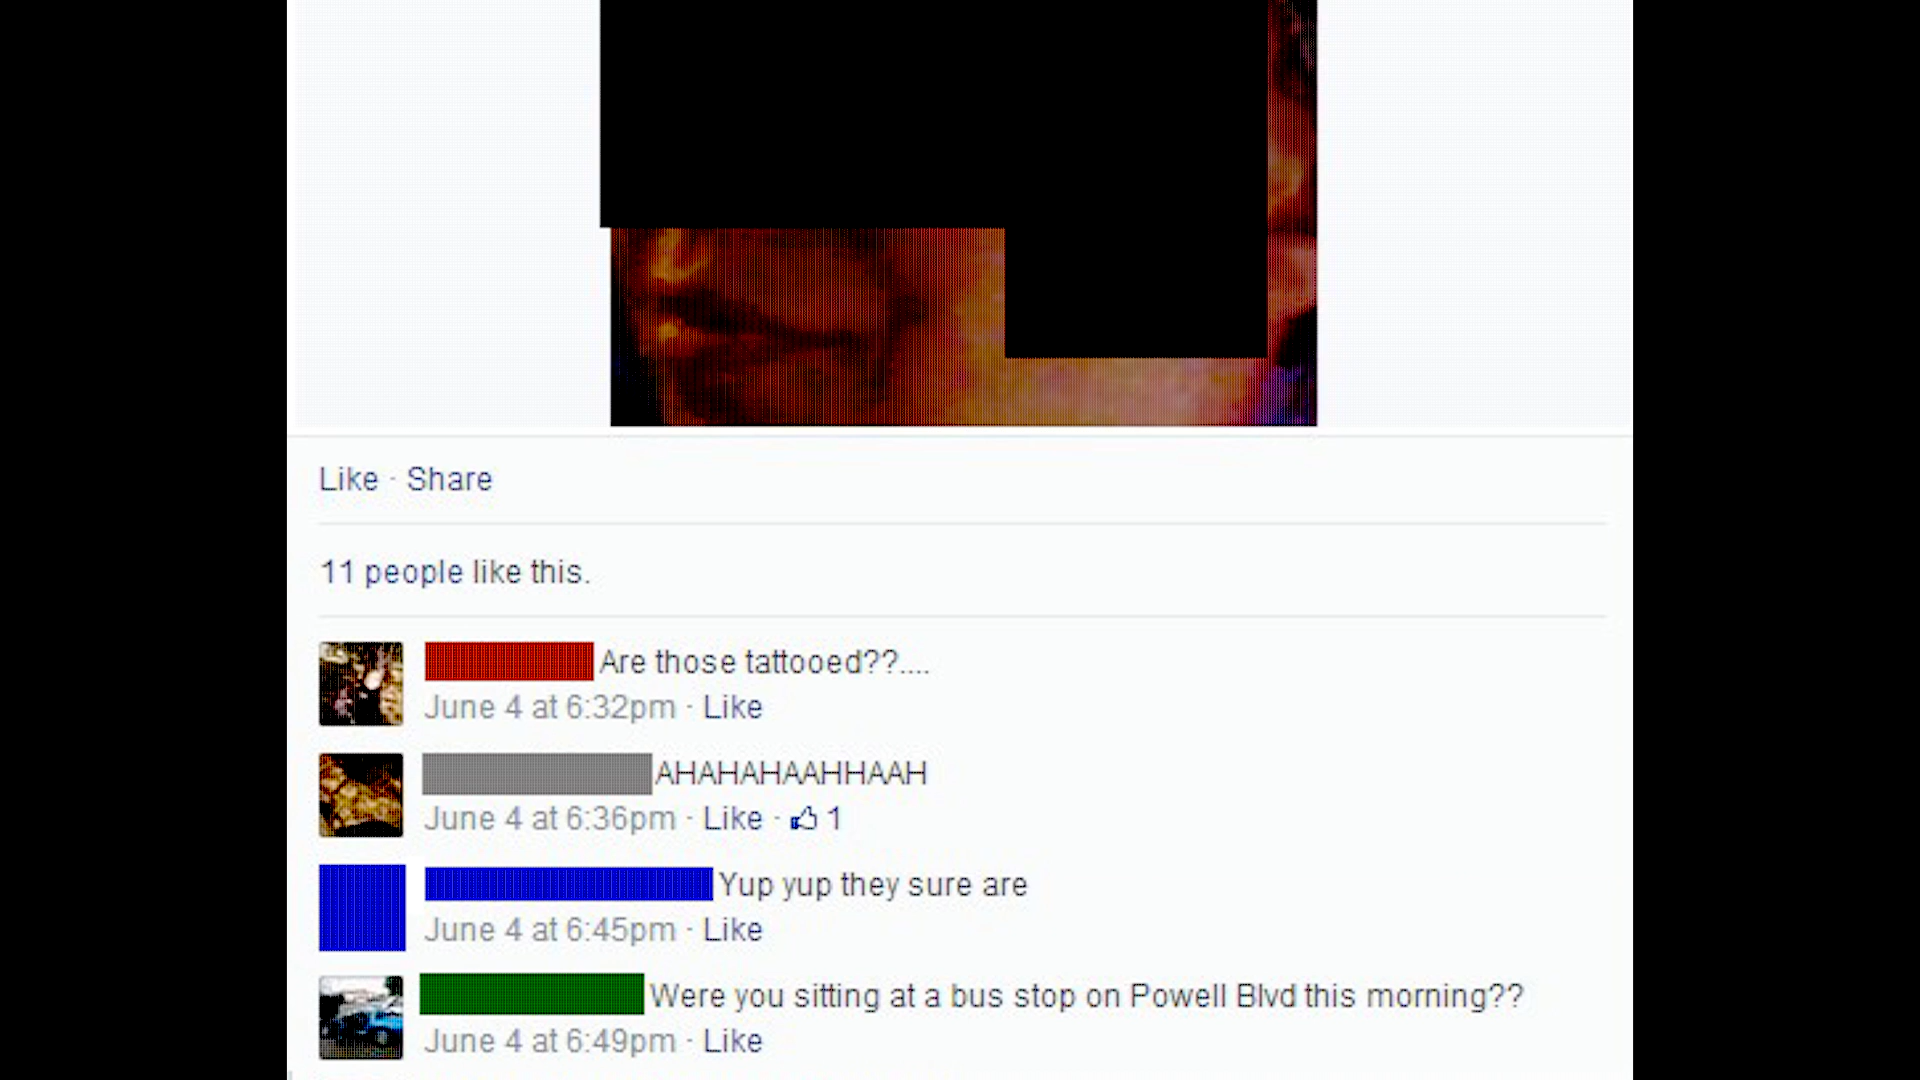 Like · Share
11 people like this.
Are those tattooed??....
June 4 at 6:32pm · Like
AHAHAHAAHHAAH
June 4 at 6:36pm · Like · 1
Yup yup they sure are
June 4 at 6:45pm · Like
Were you sitting at a bus stop on Powell Blvd this morning??
June 4 at 6:49pm · Like